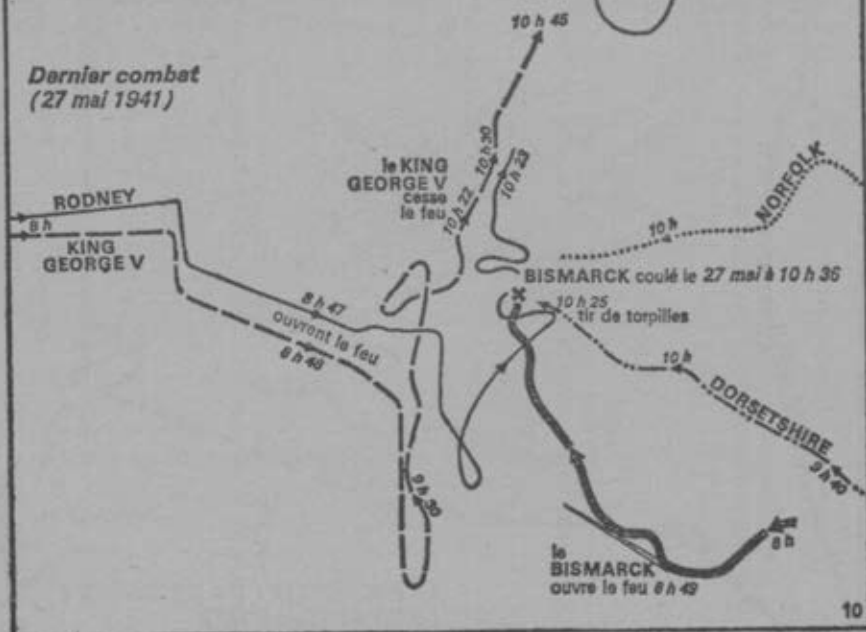 10 h 45
Dernier combat
(27 mai 1941)
le KING
GEORGE V
cesse
le feu
10 h 22
10 h 30
10 h 23
NORFOLK
10 h
RODNEY
8 h
KING
GEORGE V
BISMARCK coulé le 27 mai à 10 h 36
10 h 25
tir de torpilles
8 h 47
ouvrent le feu
8 h 48
10 h
DORSETSHIRE
9 h 40
9 h 30
8 h
le
BISMARCK
ouvre le feu 8 h 49
10